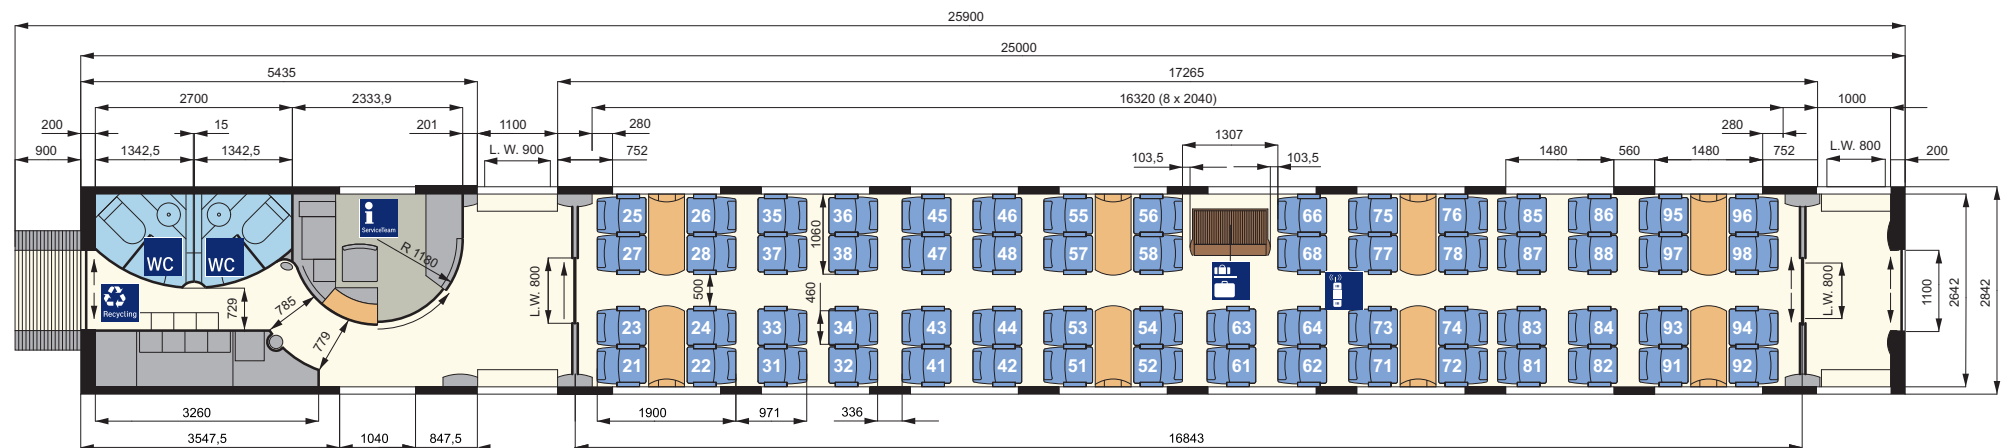 25900
25000
5435 17265
2700 2333,9 16320 (8 x 2040) 1000
200 15 201 1100 280 1307 280
900 1342,5 1342,5 L. W. 900 752 103,5 103,5 1480 560 1480 752 L.W. 800 200
i
ServiceTeam
25 26 35 36 45 46 55 56 66 75 76 85 86 95 96
R 1180
1060
WC WC
27 28 37 38 47 48 57 58 68 77 78 87 88 97 98
Recycling
729
785
779
L.W. 800
500
460
L.W. 800
1100
2642
2842
23 24 33 34 43 44 53 54 63 64 73 74 83 84 93 94
21 22 31 32 41 42 51 52 61 62 71 72 81 82 91 92
3260 1900 971 336
3547,5 1040 847,5 16843